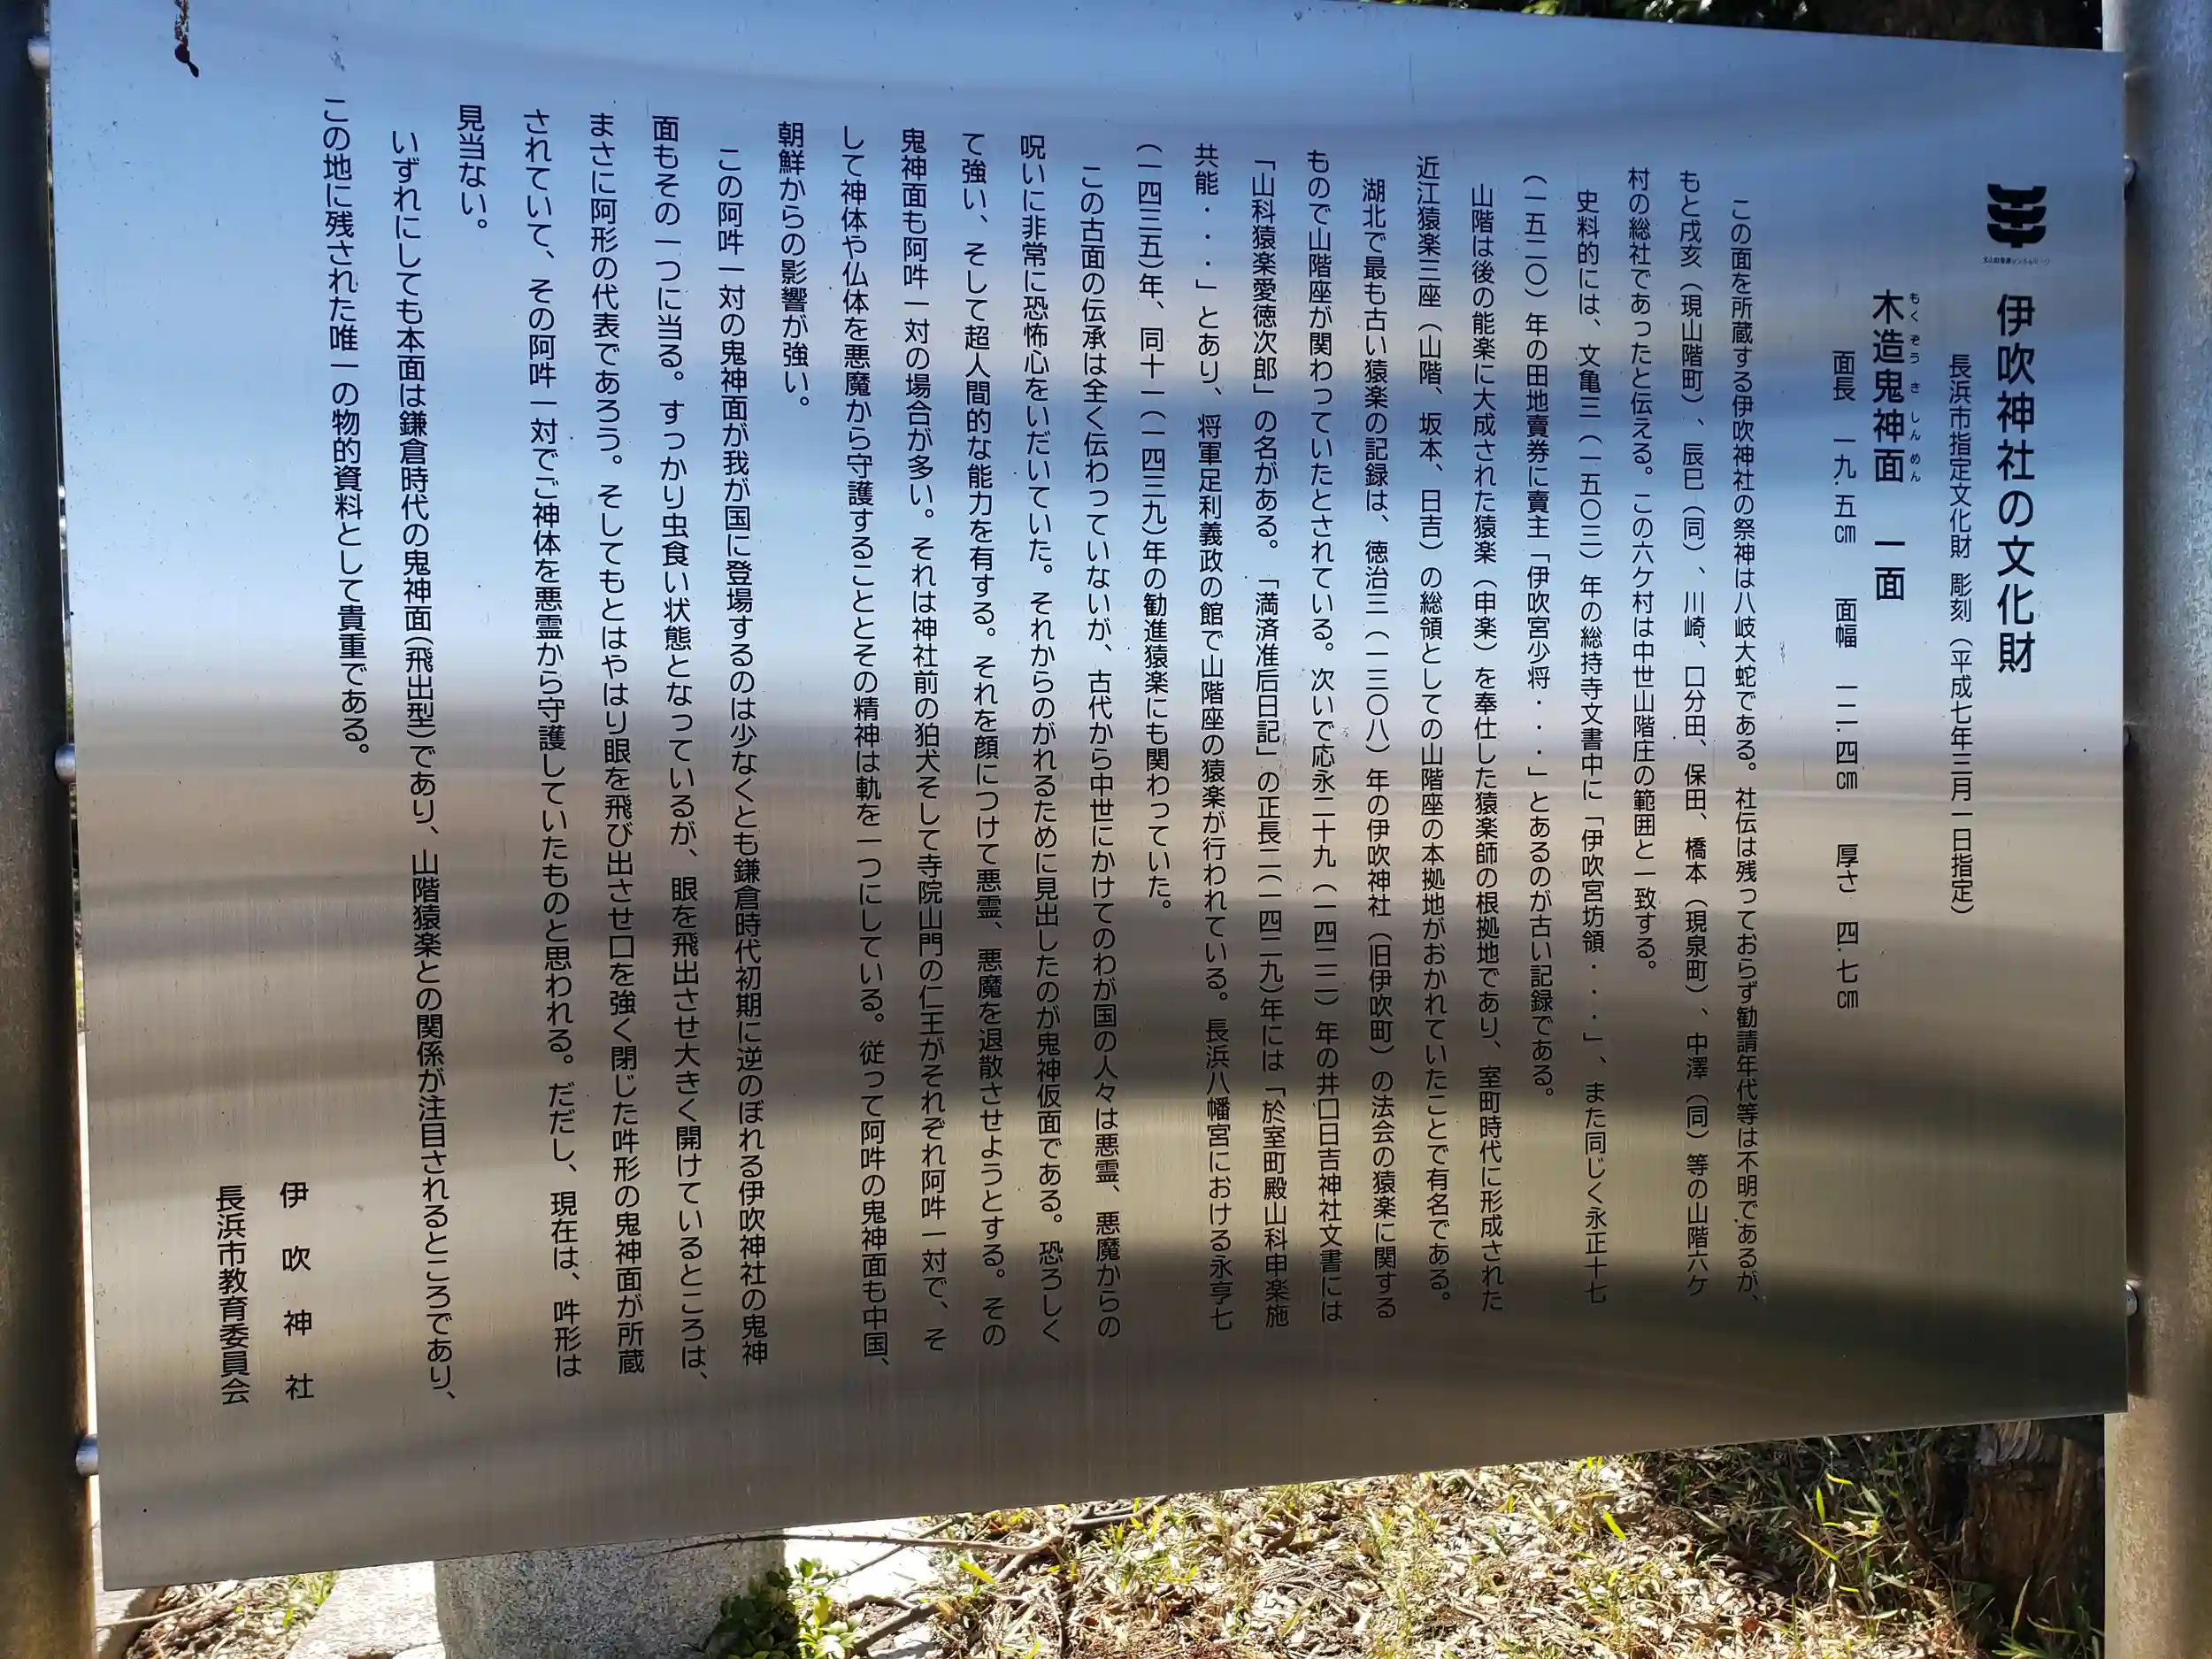 伊吹神社の文化財
長浜市指定文化財 彫刻 (平成七年三月一日指定)
もくぞうきしんめん
木造鬼神面 一面
面長 一九.五㎝ 面幅 一二.四㎝ 厚さ 四.七㎝
この面を所蔵する伊吹神社の祭神は八岐大蛇である。社伝は残っておらず勧請年代等は不明であるが、
もと戌亥(現山階町)、辰巳(同)、川崎、口分田、保田、橋本(現泉町)、中澤(同)等の山階六ケ
村の総社であったと伝える。この六ケ村は中世山階庄の範囲と一致する。
史料的には、文亀三(一五〇三)年の総持寺文書中に「伊吹宮坊領・・・」、また同じく永正十七
(一五二〇)年の田地賣券に賣主「伊吹宮少将・・・」とあるのが古い記録である。
山階は後の能楽に大成された猿楽(申楽)を奉仕した猿楽師の根拠地であり、室町時代に形成された
近江猿楽三座(山階、坂本、日吉)の総領としての山階座の本拠地がおかれていたことで有名である。
湖北で最も古い猿楽の記録は、徳治三(一三〇八)年の伊吹神社(旧伊吹町)の法会の猿楽に関する
もので山階座が関わっていたとされている。次いで応永二十九(一四二二)年の井口日吉神社文書には
「山科猿楽愛徳次郎」の名がある。「満済准后日記」の正長二(一四二九)年には「於室町殿山科申楽施
共能・・・」とあり、将軍足利義政の館で山階座の猿楽が行われている。長浜八幡宮における永享七
(一四三五)年、同十一(一四三九)年の勧進猿楽にも関わっていた。
この古面の伝承は全く伝わっていないが、古代から中世にかけてのわが国の人々は悪霊、悪魔からの
呪いに非常に恐怖心をいだいていた。それからのがれるために見出したのが鬼神仮面である。恐ろしく
て強い、そして超人間的な能力を有する。それを顔につけて悪霊、悪魔を退散させようとする。その
鬼神面も阿吽一対の場合が多い。それは神社前の狛犬そして寺院山門の仁王がそれぞれ阿吽一対で、そ
して神体や仏体を悪魔から守護することとその精神は軌を一つにしている。従って阿吽の鬼神面も中国、
朝鮮からの影響が強い。
この阿吽一対の鬼神面が我が国に登場するのは少なくとも鎌倉時代初期に逆のぼれる伊吹神社の鬼神
面もその一つに当る。すっかり虫食い状態となっているが、眼を飛出させ大きく開けているところは、
まさに阿形の代表であろう。そしてもとはやはり眼を飛び出させ口を強く閉じた吽形の鬼神面が所蔵
されていて、その阿吽一対でご神体を悪霊から守護していたものと思われる。だだし、現在は、吽形は
見当ない。
いずれにしても本面は鎌倉時代の鬼神面(飛出型)であり、山階猿楽との関係が注目されるところであり、
この地に残された唯一の物的資料として貴重である。
伊吹神社
長浜市教育委員会